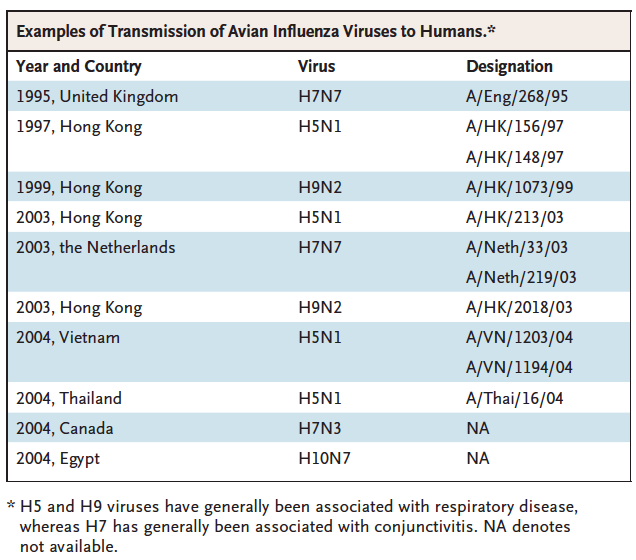 Examples of Transmission of Avian Influenza Viruses to Humans.*
Year and Country Virus Designation
1995, United Kingdom H7N7 A/Eng/268/95
1997, Hong Kong H5N1 A/HK/156/97
A/HK/148/97
1999, Hong Kong H9N2 A/HK/1073/99
2003, Hong Kong H5N1 A/HK/213/03
2003, the Netherlands H7N7 A/Neth/33/03
A/Neth/219/03
2003, Hong Kong H9N2 A/HK/2018/03
2004, Vietnam H5N1 A/VN/1203/04
A/VN/1194/04
2004, Thailand H5N1 A/Thai/16/04
2004, Canada H7N3 NA
2004, Egypt H10N7 NA
* H5 and H9 viruses have generally been associated with respiratory disease,
whereas H7 has generally been associated with conjunctivitis. NA denotes
not available.